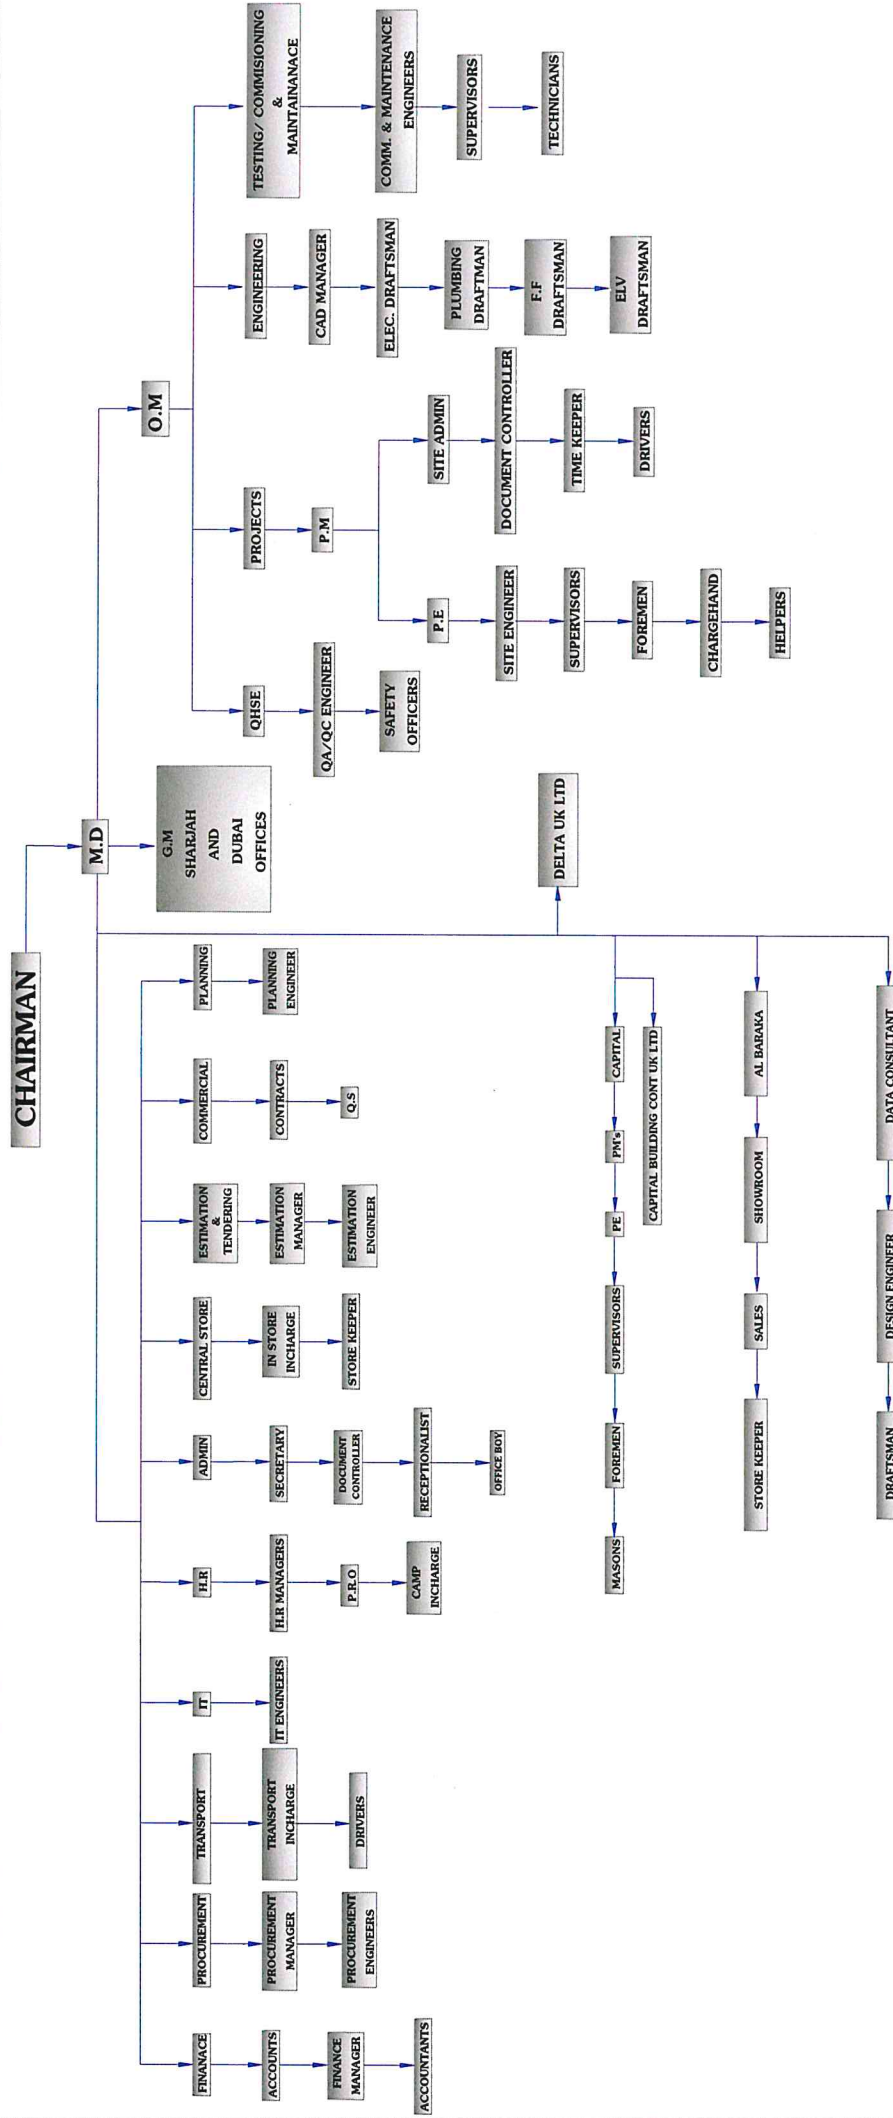 CHAIRMAN
M.D
G.M
SHARJAH
AND
DUBAI
OFFICES
O.M
FINANACE
ACCOUNTS
FINANCE
MANAGER
ACCOUNTANTS
PROCUREMENT
PROCUREMENT
MANAGER
PROCUREMENT
ENGINEERS
TRANSPORT
TRANSPORT
INCHARGE
DRIVERS
IT
IT ENGINEERS
H.R
H.R MANAGERS
P.R.O
CAMP
INCHARGE
ADMIN
SECRETARY
DOCUMENT
CONTROLLER
RECEPTIONALIST
OFFICE BOY
CENTRAL STORE
IN STORE
INCHARGE
STORE KEEPER
ESTIMATION
&
TENDERING
ESTIMATION
MANAGER
ESTIMATION
ENGINEER
COMMERCIAL
CONTRACTS
Q.S
PLANNING
PLANNING
ENGINEER
QHSE
QA/QC ENGINEER
SAFETY
OFFICERS
PROJECTS
P.M
P.E
SITE ENGINEER
SUPERVISORS
FOREMEN
CHARGEHAND
HELPERS
SITE ADMIN
DOCUMENT CONTROLLER
TIME KEEPER
DRIVERS
ENGINEERING
CAD MANAGER
ELEC. DRAFTSMAN
PLUMBING
DRAFTMAN
F.F
DRAFTSMAN
ELV
DRAFTSMAN
TESTING/ COMMISIONING
&
MAINTAINANACE
COMM. & MAINTENANCE
ENGINEERS
SUPERVISORS
TECHNICIANS
DELTA UK LTD
MASONS
FOREMEN
SUPERVISORS
PE
PM's
CAPITAL
CAPITAL BUILDING CONT UK LTD
STORE KEEPER
SALES
SHOWROOM
AL BARAKA
DRAFTSMAN
DESIGN ENGINEER
DATA CONSULTANT